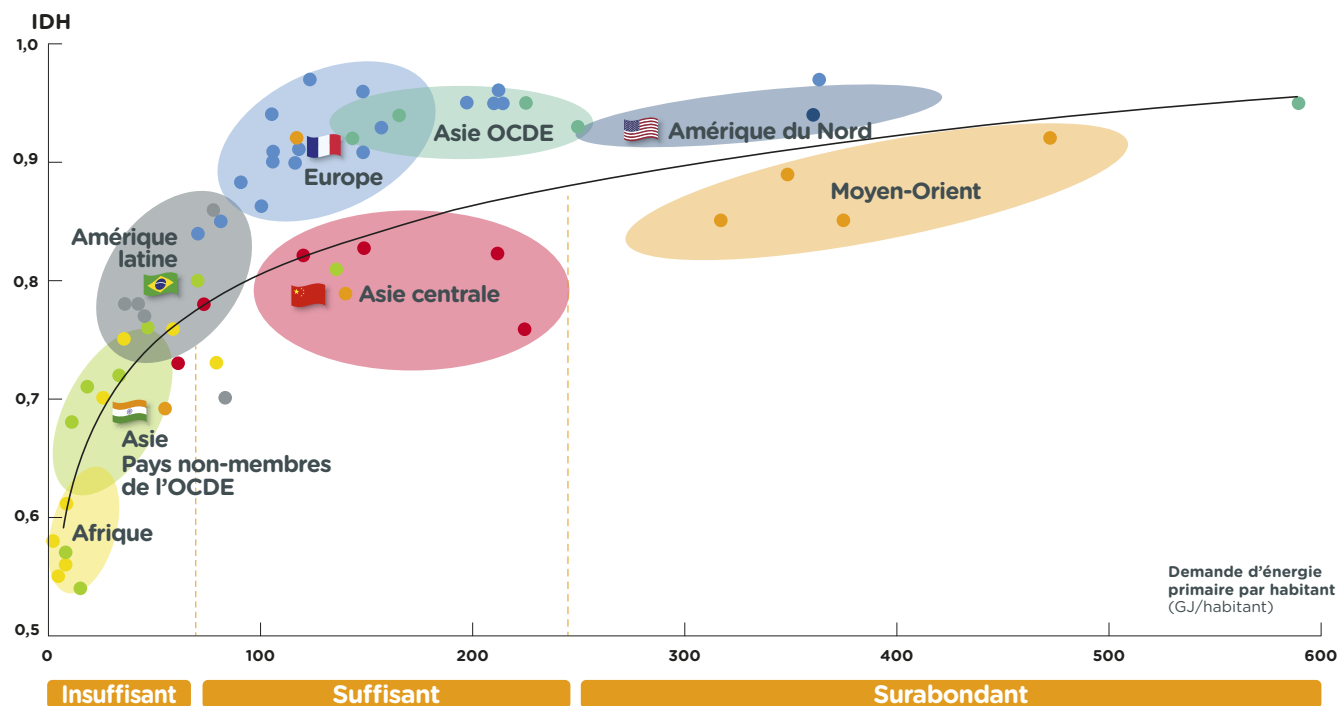 IDH
1,0
0,9
0,8
0,7
0,6
0,5
Europe
Asie OCDE
Amérique du Nord
Moyen-Orient
Amérique
latine
Asie centrale
Asie
Pays non-membres
de l’OCDE
Afrique
Demande d’énergie
primaire par habitant
(GJ/habitant)
0
100
200
300
400
500
600
Insuffisant
Suffisant
Surabondant